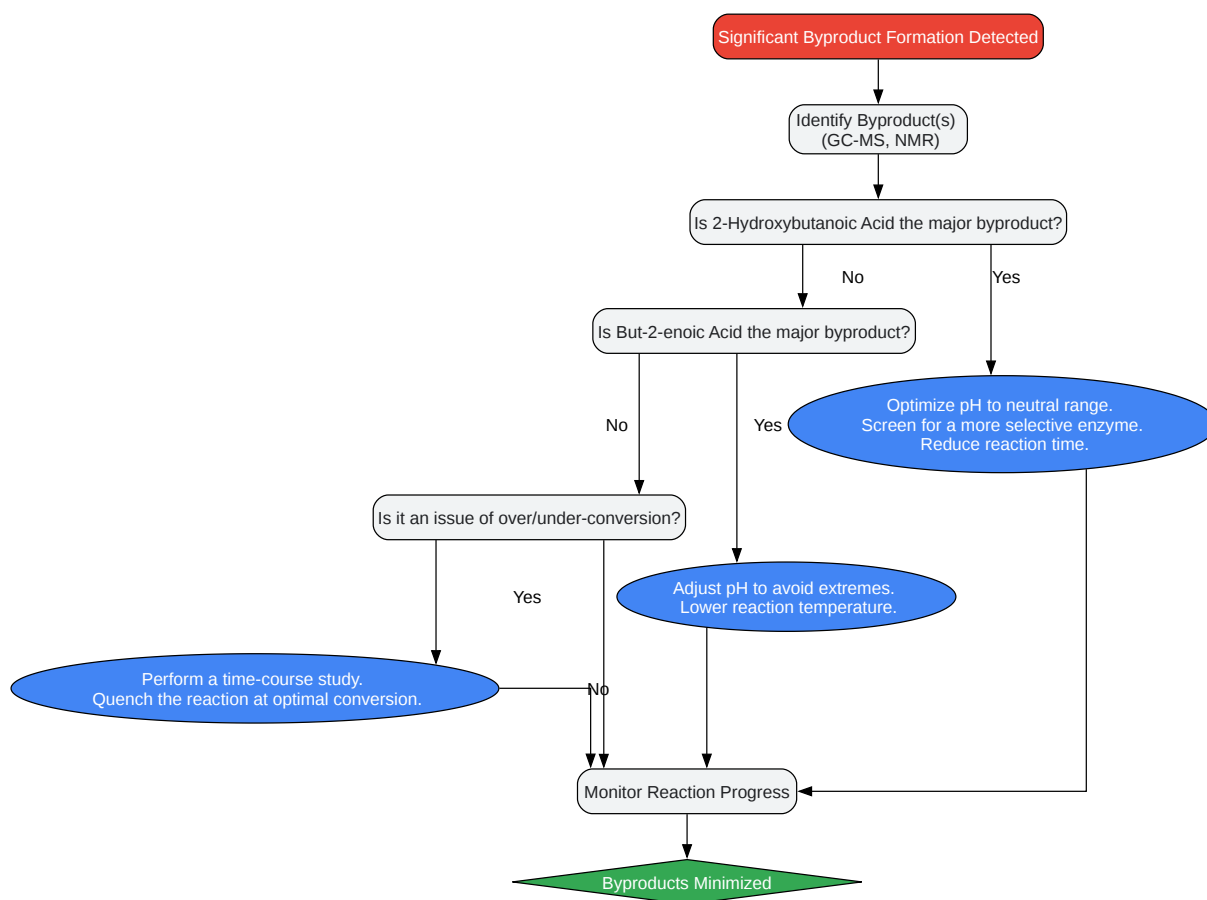 Significant Byproduct Formation Detected
Identify Byproduct(s)
(GC-MS, NMR)
Is 2-Hydroxybutanoic Acid the major byproduct?
No
Yes
Is But-2-enoic Acid the major byproduct?
Optimize pH to neutral range.
Screen for a more selective enzyme.
Reduce reaction time.
No
Yes
Is it an issue of over/under-conversion?
Adjust pH to avoid extremes.
Lower reaction temperature.
Yes
Perform a time-course study.
Quench the reaction at optimal conversion.
No
Monitor Reaction Progress
Byproducts Minimized